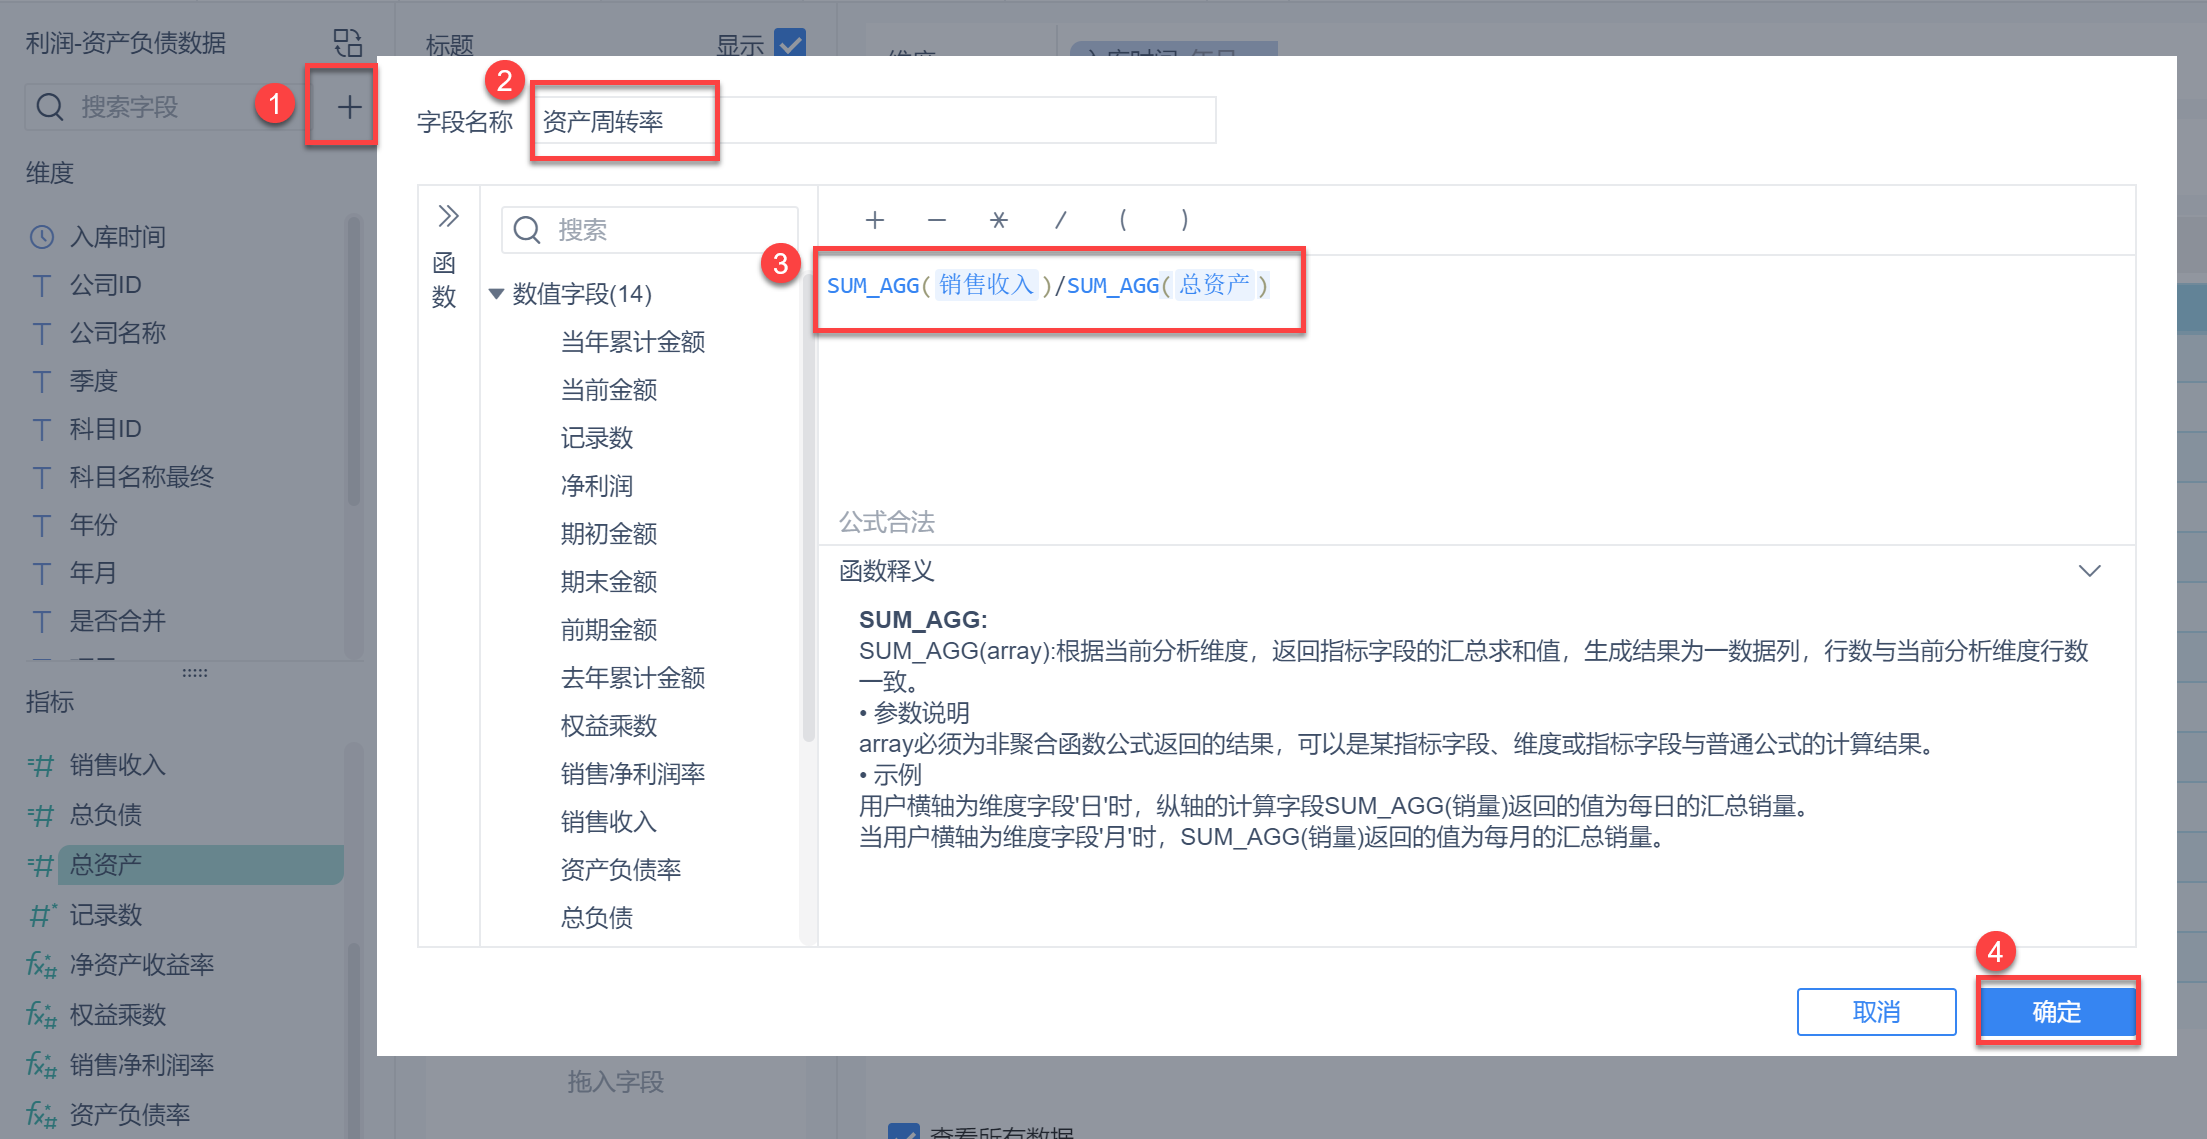 利润-资产负债数据
搜索字段
1
维度
入库时间
公司ID
公司名称
季度
科目ID
科目名称最终
年份
年月
是否合并
指标
销售收入
总负债
总资产
记录数
净资产收益率
权益乘数
销售净利润率
资产负债率
标题
显示
2
字段名称
资产周转率
函数
搜索
数值字段(14)
当年累计金额
当前金额
记录数
净利润
期初金额
期末金额
前期金额
去年累计金额
权益乘数
销售净利润率
销售收入
资产负债率
总负债
+ − * / ( )
3
SUM_AGG(销售收入)/SUM_AGG(总资产)
公式合法
函数释义
SUM_AGG:
SUM_AGG(array):根据当前分析维度，返回指标字段的汇总求和值，生成结果为一数据列，行数与当前分析维度行数
一致。
• 参数说明
array必须为非聚合函数公式返回的结果，可以是某指标字段、维度或指标字段与普通公式的计算结果。
• 示例
用户横轴为维度字段'日'时，纵轴的计算字段SUM_AGG(销量)返回的值为每日的汇总销量。
当用户横轴为维度字段'月'时，SUM_AGG(销量)返回的值为每月的汇总销量。
4
取消
确定
拖入字段
查看所有数据